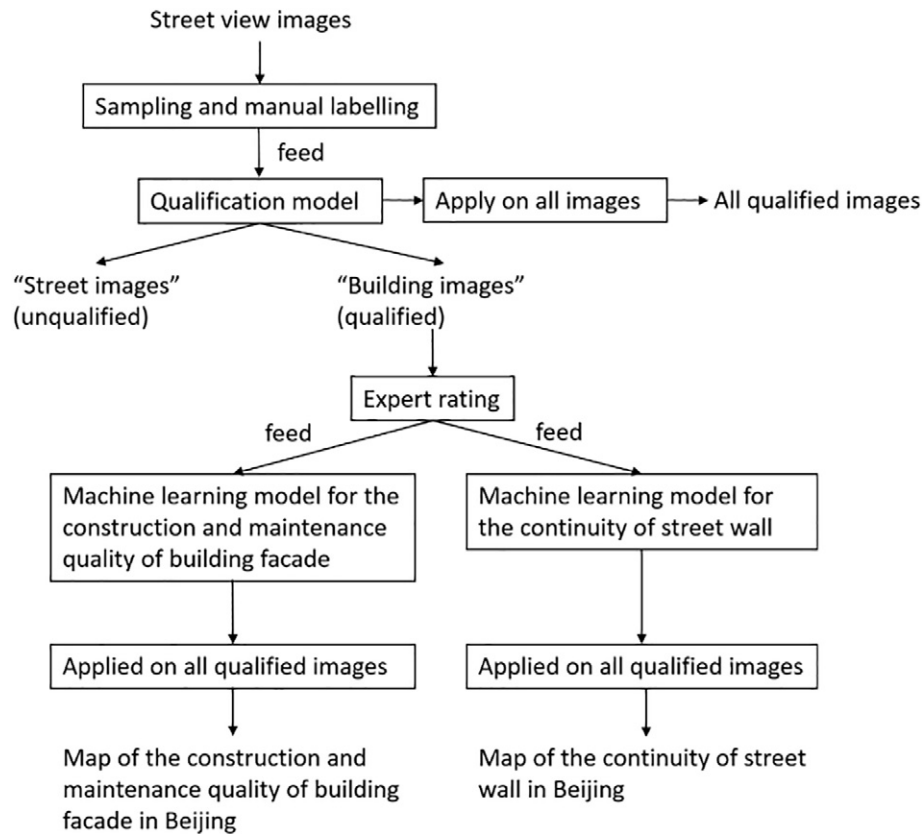 Street view images
Sampling and manual labelling
feed
Qualification model
Apply on all images
All qualified images
“Street images”
(unqualified)
“Building images”
(qualified)
Expert rating
feed
feed
Machine learning model for the
construction and maintenance
quality of building facade
Machine learning model for
the continuity of street wall
Applied on all qualified images
Applied on all qualified images
Map of the construction and
maintenance quality of building
facade in Beijing
Map of the continuity of street
wall in Beijing